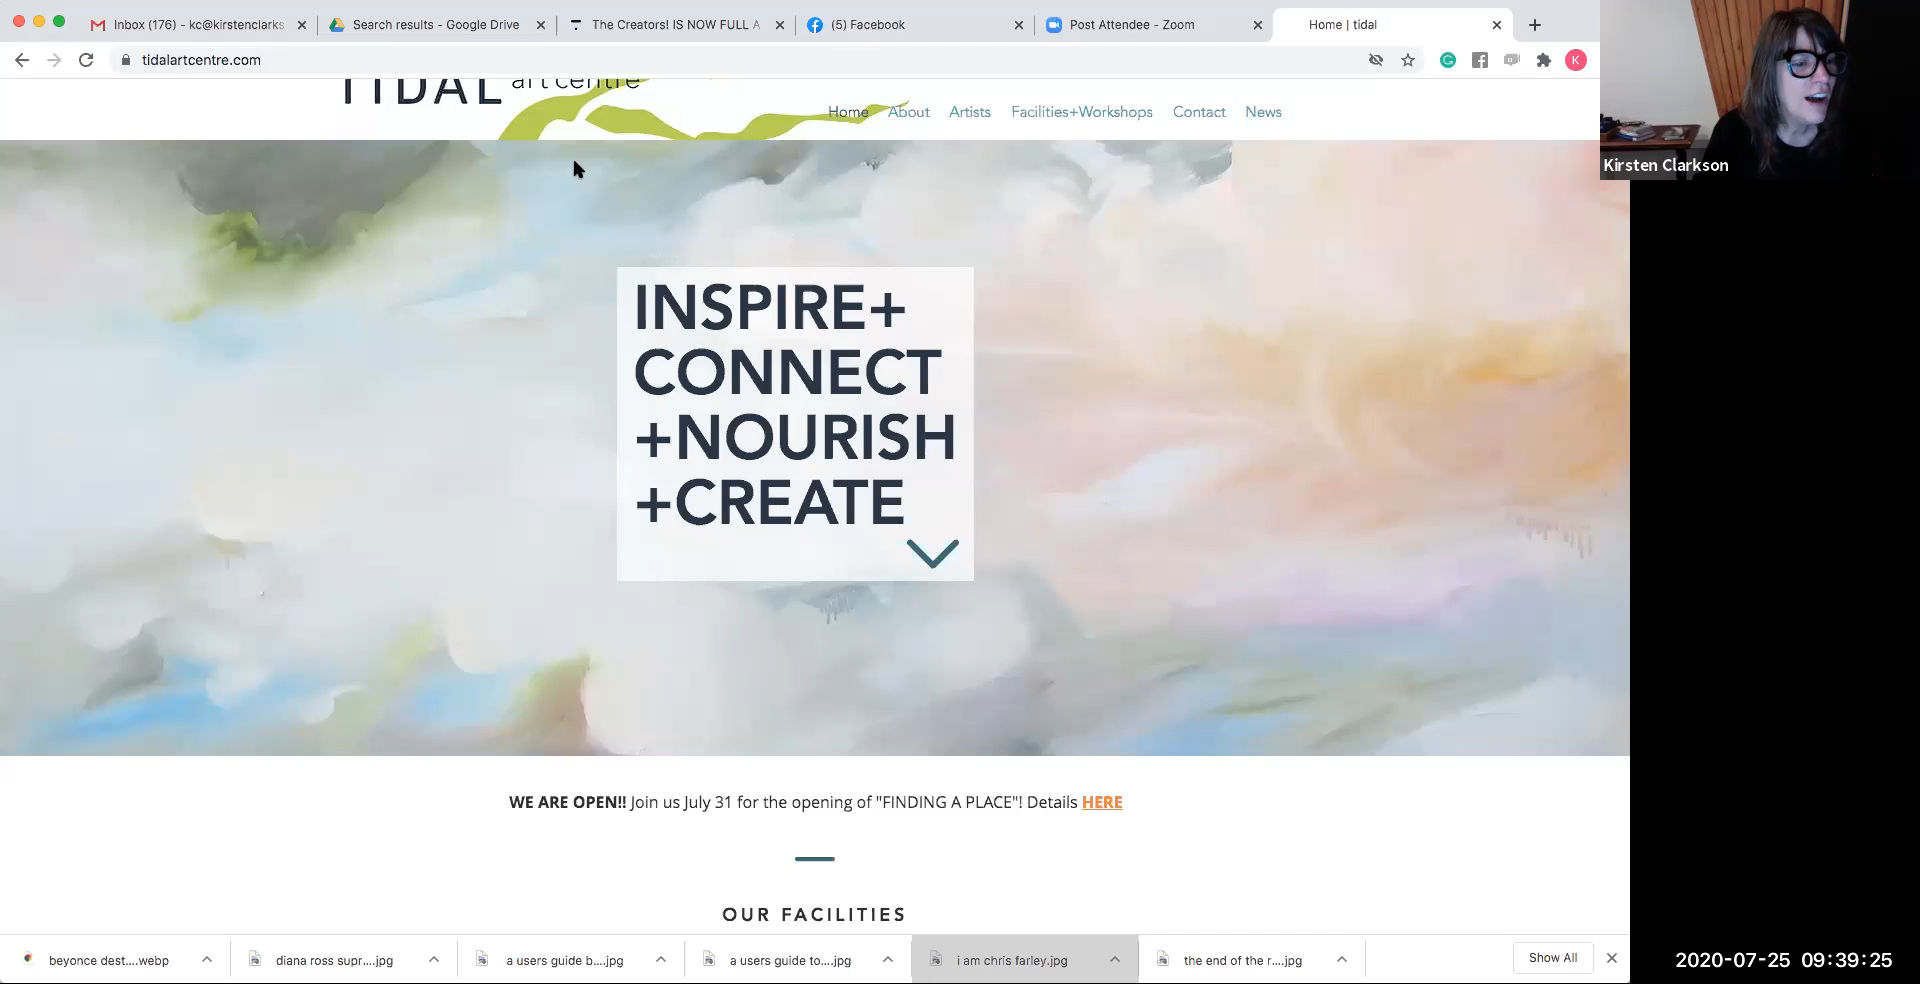 Inbox (176) - kc@kirstenclarks
Search results - Google Drive
The Creators! IS NOW FULL A
(5) Facebook
Post Attendee - Zoom
Home | tidal
tidalartcentre.com
K
Kirsten Clarkson
TIDAL art centre
Home
About
Artists
Facilities+Workshops
Contact
News
INSPIRE+
CONNECT
+NOURISH
+CREATE
WE ARE OPEN!! Join us July 31 for the opening of "FINDING A PLACE"! Details HERE
OUR FACILITIES
beyonce dest....webp
diana ross supr....jpg
a users guide b....jpg
a users guide to....jpg
i am chris farley.jpg
the end of the r....jpg
Show All
2020-07-25 09:39:25